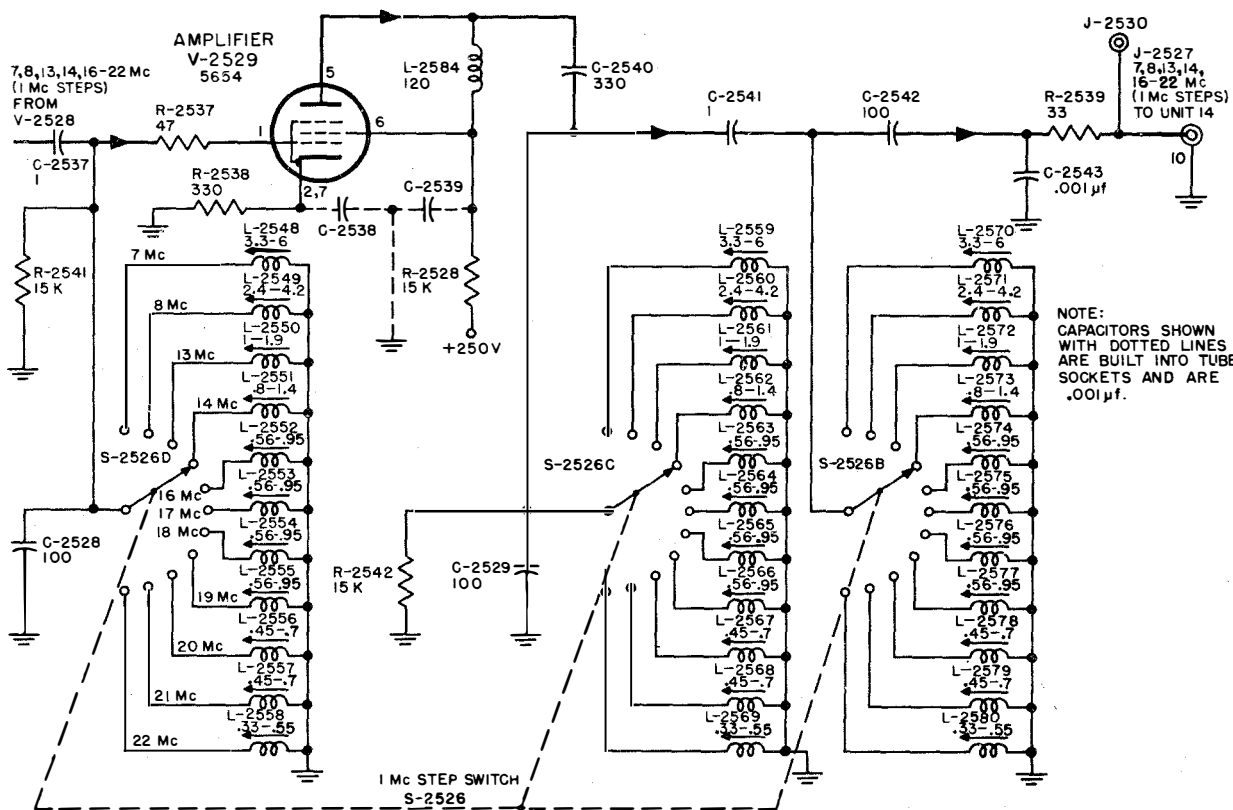 AMPLIFIER
V-2529
5654
7,8,13,14,16-22 Mc
(1 Mc STEPS)
FROM
V-2528
C-2537
1
R-2537
47
1
5
6
2,7
L-2584
120
C-2540
330
C-2541
1
C-2542
100
R-2539
33
J-2530
J-2527
7,8,13,14,
16-22 Mc
(1 Mc STEPS)
TO UNIT 14
10
C-2543
.001 µf
R-2538
330
C-2538
C-2539
R-2541
15 K
R-2528
15 K
+250V
7 Mc
8 Mc
13 Mc
14 Mc
16 Mc
17 Mc
18 Mc
19 Mc
20 Mc
21 Mc
22 Mc
L-2548
3.3-6
L-2549
2.4-4.2
L-2550
1-1.9
L-2551
.8-1.4
L-2552
.56-.95
L-2553
.56-.95
L-2554
.56-.95
L-2555
.56-.95
L-2556
.45-.7
L-2557
.45-.7
L-2558
.33-.55
S-2526D
C-2528
100
R-2542
15 K
C-2529
100
S-2526C
L-2559
3.3-6
L-2560
2.4-4.2
L-2561
1-1.9
L-2562
.8-1.4
L-2563
.56-.95
L-2564
.56-.95
L-2565
.56-.95
L-2566
.56-.95
L-2567
.45-.7
L-2568
.45-.7
L-2569
.33-.55
S-2526B
L-2570
3.3-6
L-2571
2.4-4.2
L-2572
1-1.9
L-2573
.8-1.4
L-2574
.56-.95
L-2575
.56-.95
L-2576
.56-.95
L-2577
.56-.95
L-2578
.45-.7
L-2579
.45-.7
L-2580
.33-.55
NOTE:
CAPACITORS SHOWN
WITH DOTTED LINES
ARE BUILT INTO TUBE
SOCKETS AND ARE
.001 µf.
1 Mc STEP SWITCH
S-2526